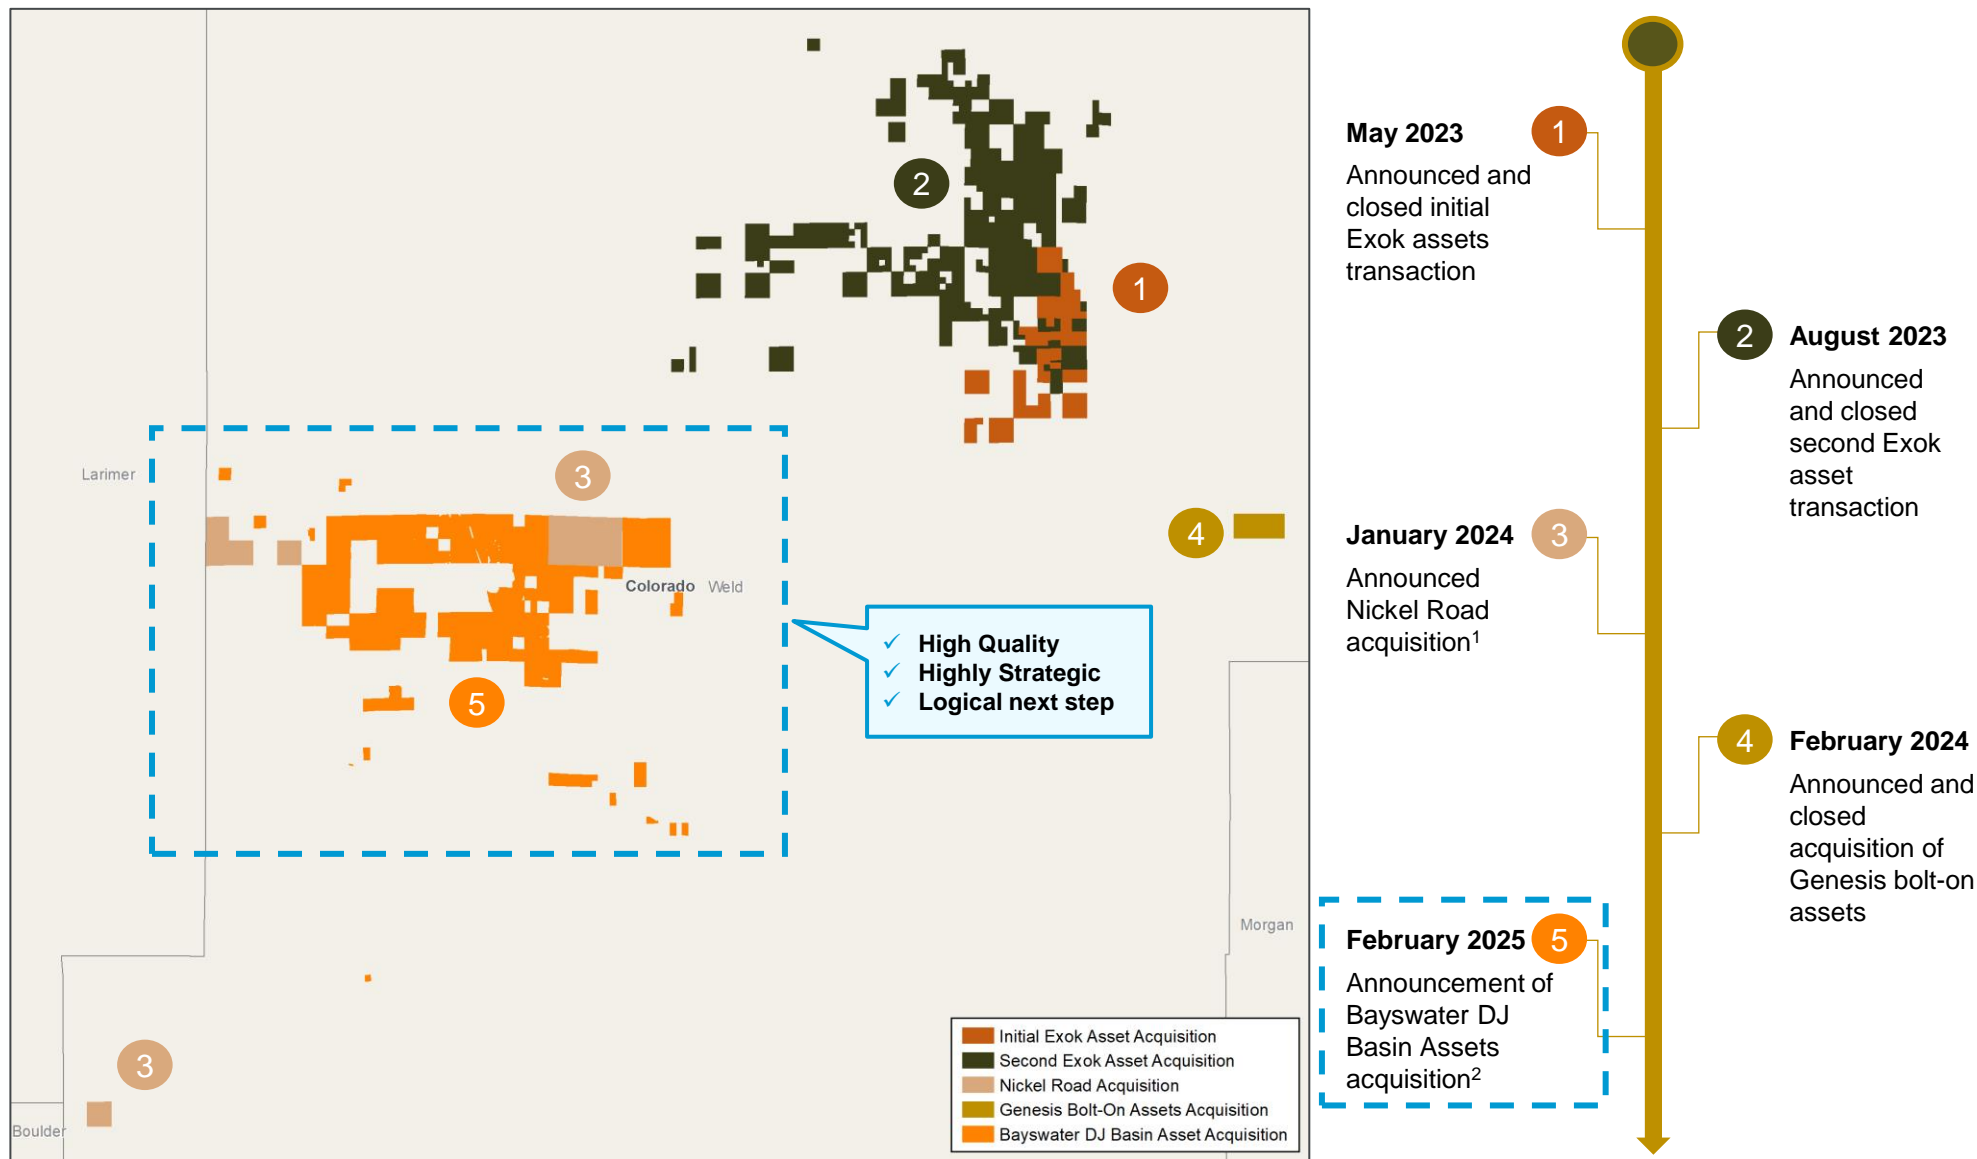 2
1
Larimer
3
4
Colorado Weld
✓ High Quality
✓ Highly Strategic
✓ Logical next step
5
Morgan
3
Boulder
Initial Exok Asset Acquisition
Second Exok Asset Acquisition
Nickel Road Acquisition
Genesis Bolt-On Assets Acquisition
Bayswater DJ Basin Asset Acquisition
May 2023 1
Announced and
closed initial
Exok assets
transaction
2 August 2023
Announced
and closed
second Exok
asset
transaction
January 2024 3
Announced
Nickel Road
acquisition¹
4 February 2024
Announced and
closed
acquisition of
Genesis bolt-on
assets
February 2025 5
Announcement of
Bayswater DJ
Basin Assets
acquisition²